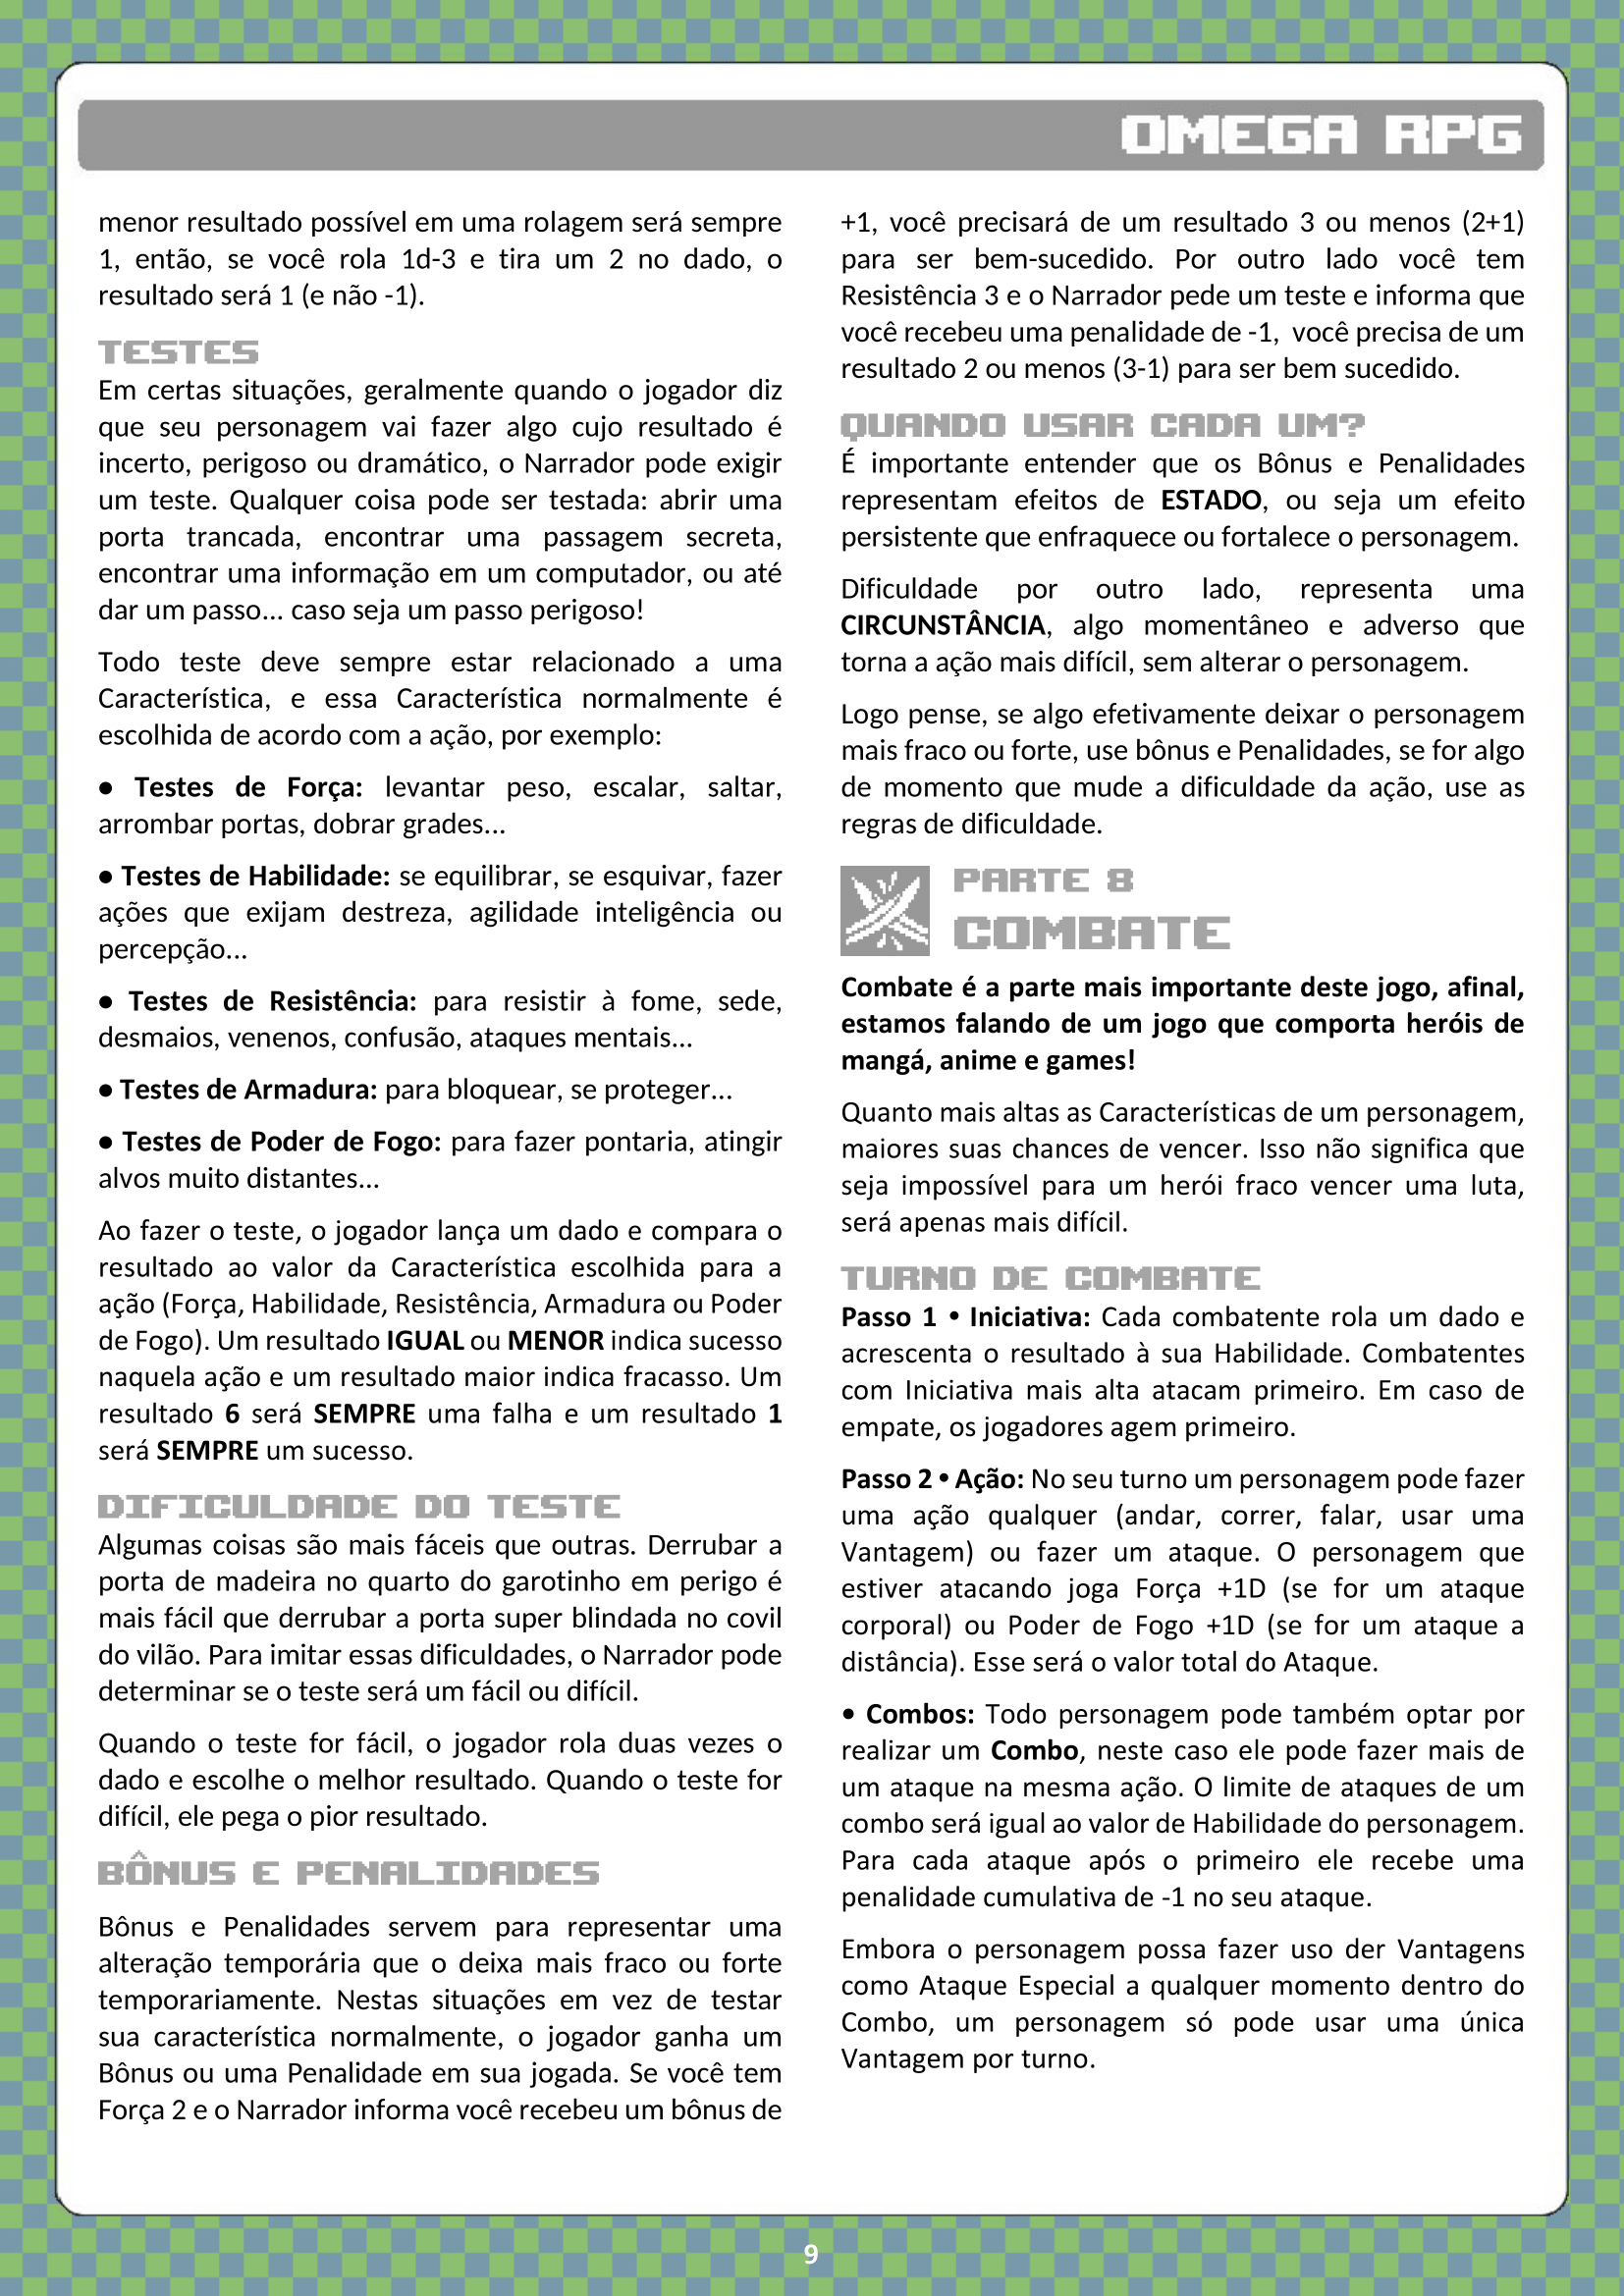 OMEGA RPG
menor resultado possível em uma rolagem será sempre
1, então, se você rola 1d-3 e tira um 2 no dado, o
resultado será 1 (e não -1).
TESTES
Em certas situações, geralmente quando o jogador diz
que seu personagem vai fazer algo cujo resultado é
incerto, perigoso ou dramático, o Narrador pode exigir
um teste. Qualquer coisa pode ser testada: abrir uma
porta trancada, encontrar uma passagem secreta,
encontrar uma informação em um computador, ou até
dar um passo... caso seja um passo perigoso!
Todo teste deve sempre estar relacionado a uma
Característica, e essa Característica normalmente é
escolhida de acordo com a ação, por exemplo:
• Testes de Força: levantar peso, escalar, saltar,
arrombar portas, dobrar grades...
• Testes de Habilidade: se equilibrar, se esquivar, fazer
ações que exijam destreza, agilidade inteligência ou
percepção...
• Testes de Resistência: para resistir à fome, sede,
desmaios, venenos, confusão, ataques mentais...
• Testes de Armadura: para bloquear, se proteger...
• Testes de Poder de Fogo: para fazer pontaria, atingir
alvos muito distantes...
Ao fazer o teste, o jogador lança um dado e compara o
resultado ao valor da Característica escolhida para a
ação (Força, Habilidade, Resistência, Armadura ou Poder
de Fogo). Um resultado IGUAL ou MENOR indica sucesso
naquela ação e um resultado maior indica fracasso. Um
resultado 6 será SEMPRE uma falha e um resultado 1
será SEMPRE um sucesso.
DIFICULDADE DO TESTE
Algumas coisas são mais fáceis que outras. Derrubar a
porta de madeira no quarto do garotinho em perigo é
mais fácil que derrubar a porta super blindada no covil
do vilão. Para imitar essas dificuldades, o Narrador pode
determinar se o teste será um fácil ou difícil.
Quando o teste for fácil, o jogador rola duas vezes o
dado e escolhe o melhor resultado. Quando o teste for
difícil, ele pega o pior resultado.
BÔNUS E PENALIDADES
Bônus e Penalidades servem para representar uma
alteração temporária que o deixa mais fraco ou forte
temporariamente. Nestas situações em vez de testar
sua característica normalmente, o jogador ganha um
Bônus ou uma Penalidade em sua jogada. Se você tem
Força 2 e o Narrador informa você recebeu um bônus de
+1, você precisará de um resultado 3 ou menos (2+1)
para ser bem-sucedido. Por outro lado você tem
Resistência 3 e o Narrador pede um teste e informa que
você recebeu uma penalidade de -1, você precisa de um
resultado 2 ou menos (3-1) para ser bem sucedido.
QUANDO USAR CADA UM?
É importante entender que os Bônus e Penalidades
representam efeitos de ESTADO, ou seja um efeito
persistente que enfraquece ou fortalece o personagem.
Dificuldade por outro lado, representa uma
CIRCUNSTÂNCIA, algo momentâneo e adverso que
torna a ação mais difícil, sem alterar o personagem.
Logo pense, se algo efetivamente deixar o personagem
mais fraco ou forte, use bônus e Penalidades, se for algo
de momento que mude a dificuldade da ação, use as
regras de dificuldade.
PARTE 8
COMBATE
Combate é a parte mais importante deste jogo, afinal,
estamos falando de um jogo que comporta heróis de
mangá, anime e games!
Quanto mais altas as Características de um personagem,
maiores suas chances de vencer. Isso não significa que
seja impossível para um herói fraco vencer uma luta,
será apenas mais difícil.
TURNO DE COMBATE
Passo 1 • Iniciativa: Cada combatente rola um dado e
acrescenta o resultado à sua Habilidade. Combatentes
com Iniciativa mais alta atacam primeiro. Em caso de
empate, os jogadores agem primeiro.
Passo 2 • Ação: No seu turno um personagem pode fazer
uma ação qualquer (andar, correr, falar, usar uma
Vantagem) ou fazer um ataque. O personagem que
estiver atacando joga Força +1D (se for um ataque
corporal) ou Poder de Fogo +1D (se for um ataque a
distância). Esse será o valor total do Ataque.
• Combos: Todo personagem pode também optar por
realizar um Combo, neste caso ele pode fazer mais de
um ataque na mesma ação. O limite de ataques de um
combo será igual ao valor de Habilidade do personagem.
Para cada ataque após o primeiro ele recebe uma
penalidade cumulativa de -1 no seu ataque.
Embora o personagem possa fazer uso der Vantagens
como Ataque Especial a qualquer momento dentro do
Combo, um personagem só pode usar uma única
Vantagem por turno.
9